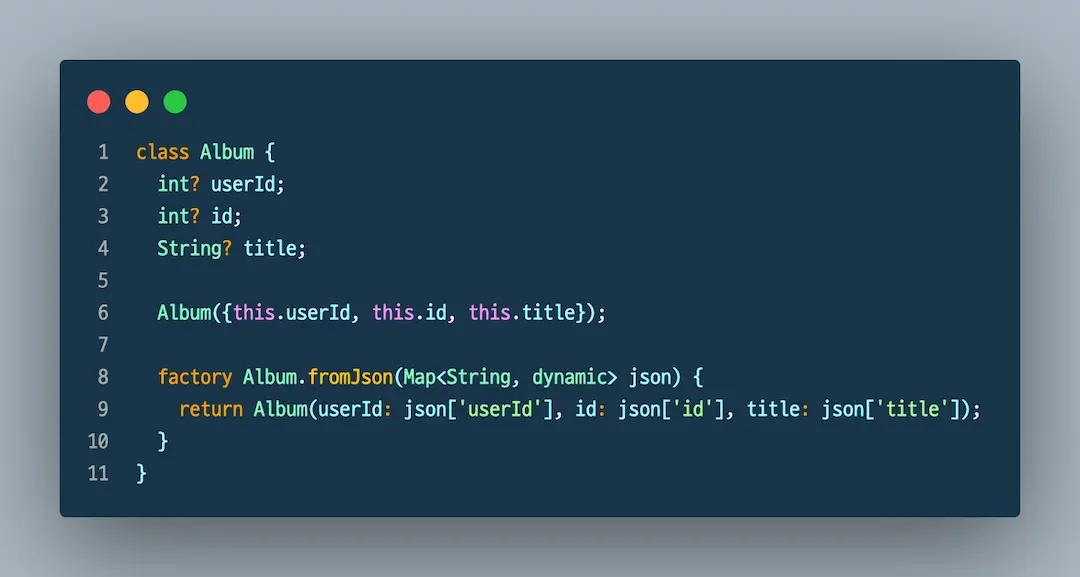 1 class Album {
2   int? userId;
3   int? id;
4   String? title;
5
6   Album({this.userId, this.id, this.title});
7
8   factory Album.fromJson(Map<String, dynamic> json) {
9     return Album(userId: json['userId'], id: json['id'], title: json['title']);
10   }
11 }